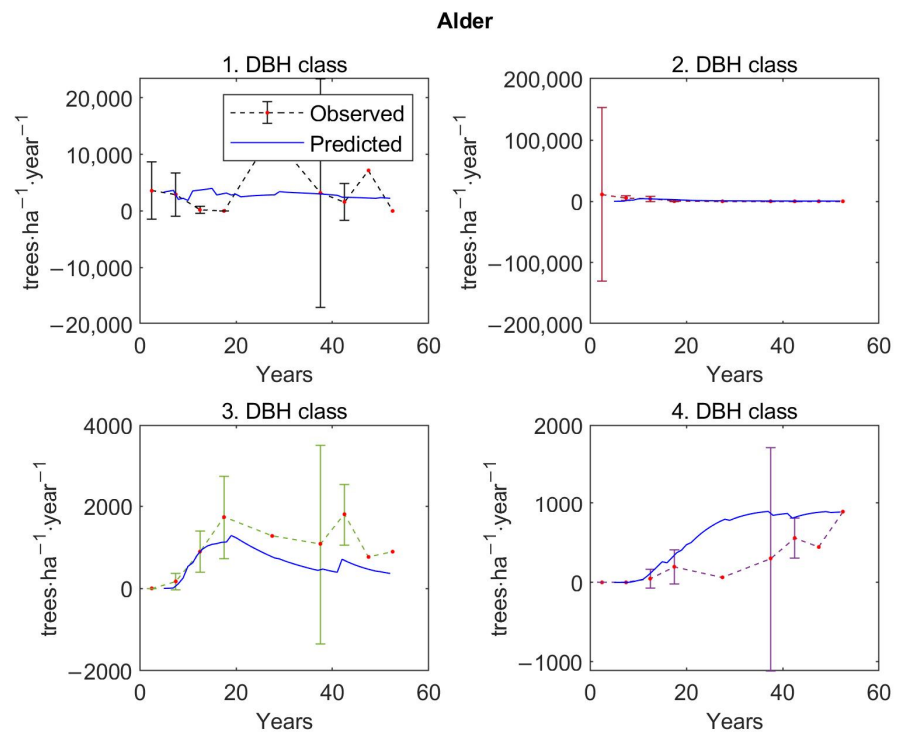 Alder
1. DBH class
20,000
10,000
0
−10,000
−20,000
trees·ha−1·year−1
Observed
Predicted
0 20 40 60
Years
2. DBH class
200,000
100,000
0
−100,000
−200,000
trees·ha−1·year−1
0 20 40 60
Years
3. DBH class
4000
2000
0
−2000
trees·ha−1·year−1
0 20 40 60
Years
4. DBH class
2000
1000
0
−1000
trees·ha−1·year−1
0 20 40 60
Years